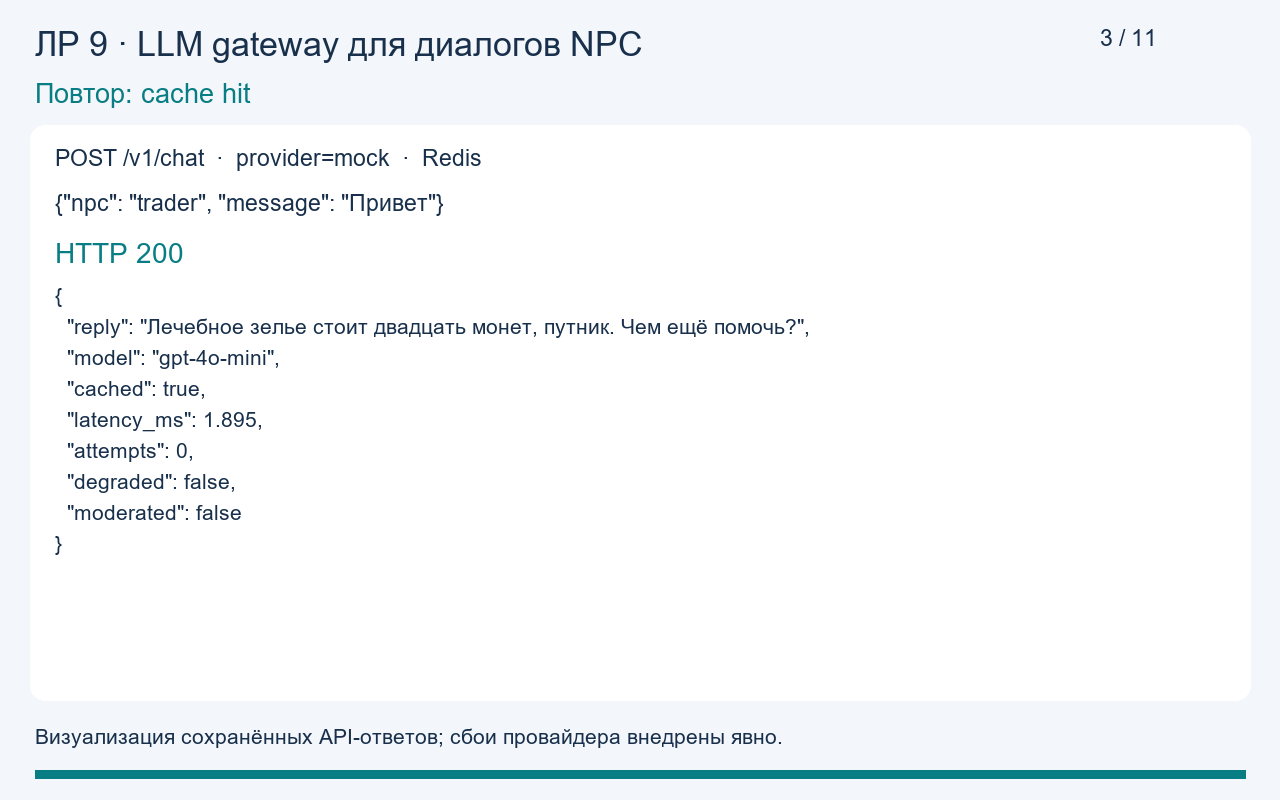 ЛР 9 · LLM gateway для диалогов NPC
3 / 11
Повтор: cache hit
POST /v1/chat · provider=mock · Redis
{"npc": "trader", "message": "Привет"}
HTTP 200
{
"reply": "Лечебное зелье стоит двадцать монет, путник. Чем ещё помочь?",
"model": "gpt-4o-mini",
"cached": true,
"latency_ms": 1.895,
"attempts": 0,
"degraded": false,
"moderated": false
}
Визуализация сохранённых API-ответов; сбои провайдера внедрены явно.